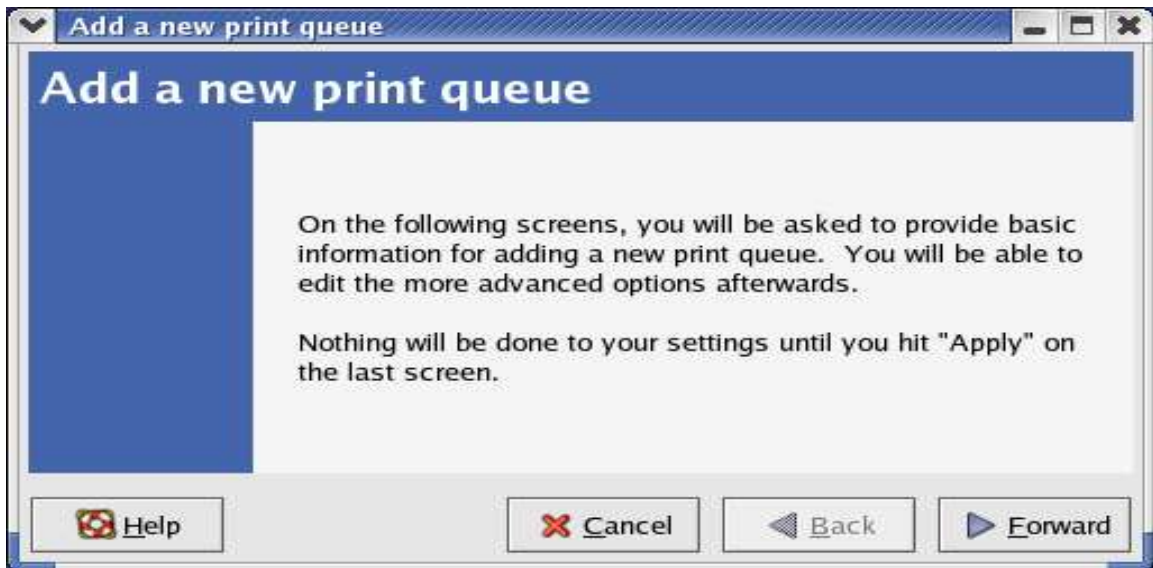 Add a new print queue
Add a new print queue
On the following screens, you will be asked to provide basic
information for adding a new print queue.  You will be able to
edit the more advanced options afterwards.
Nothing will be done to your settings until you hit "Apply" on
the last screen.
Help
Cancel
Back
Forward